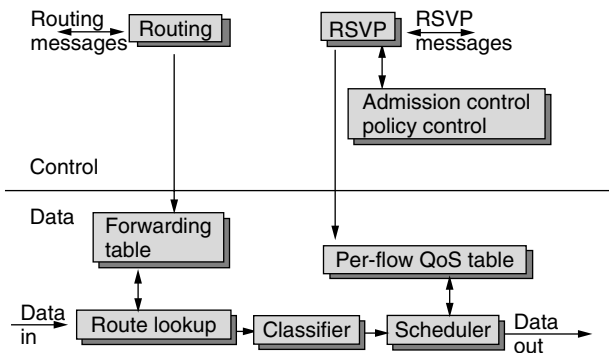 Routing
messages
Routing
RSVP
RSVP
messages
Admission control
policy control
Control
Data
Forwarding
table
Per-flow QoS table
Data
in
Route lookup
Classifier
Scheduler
Data
out